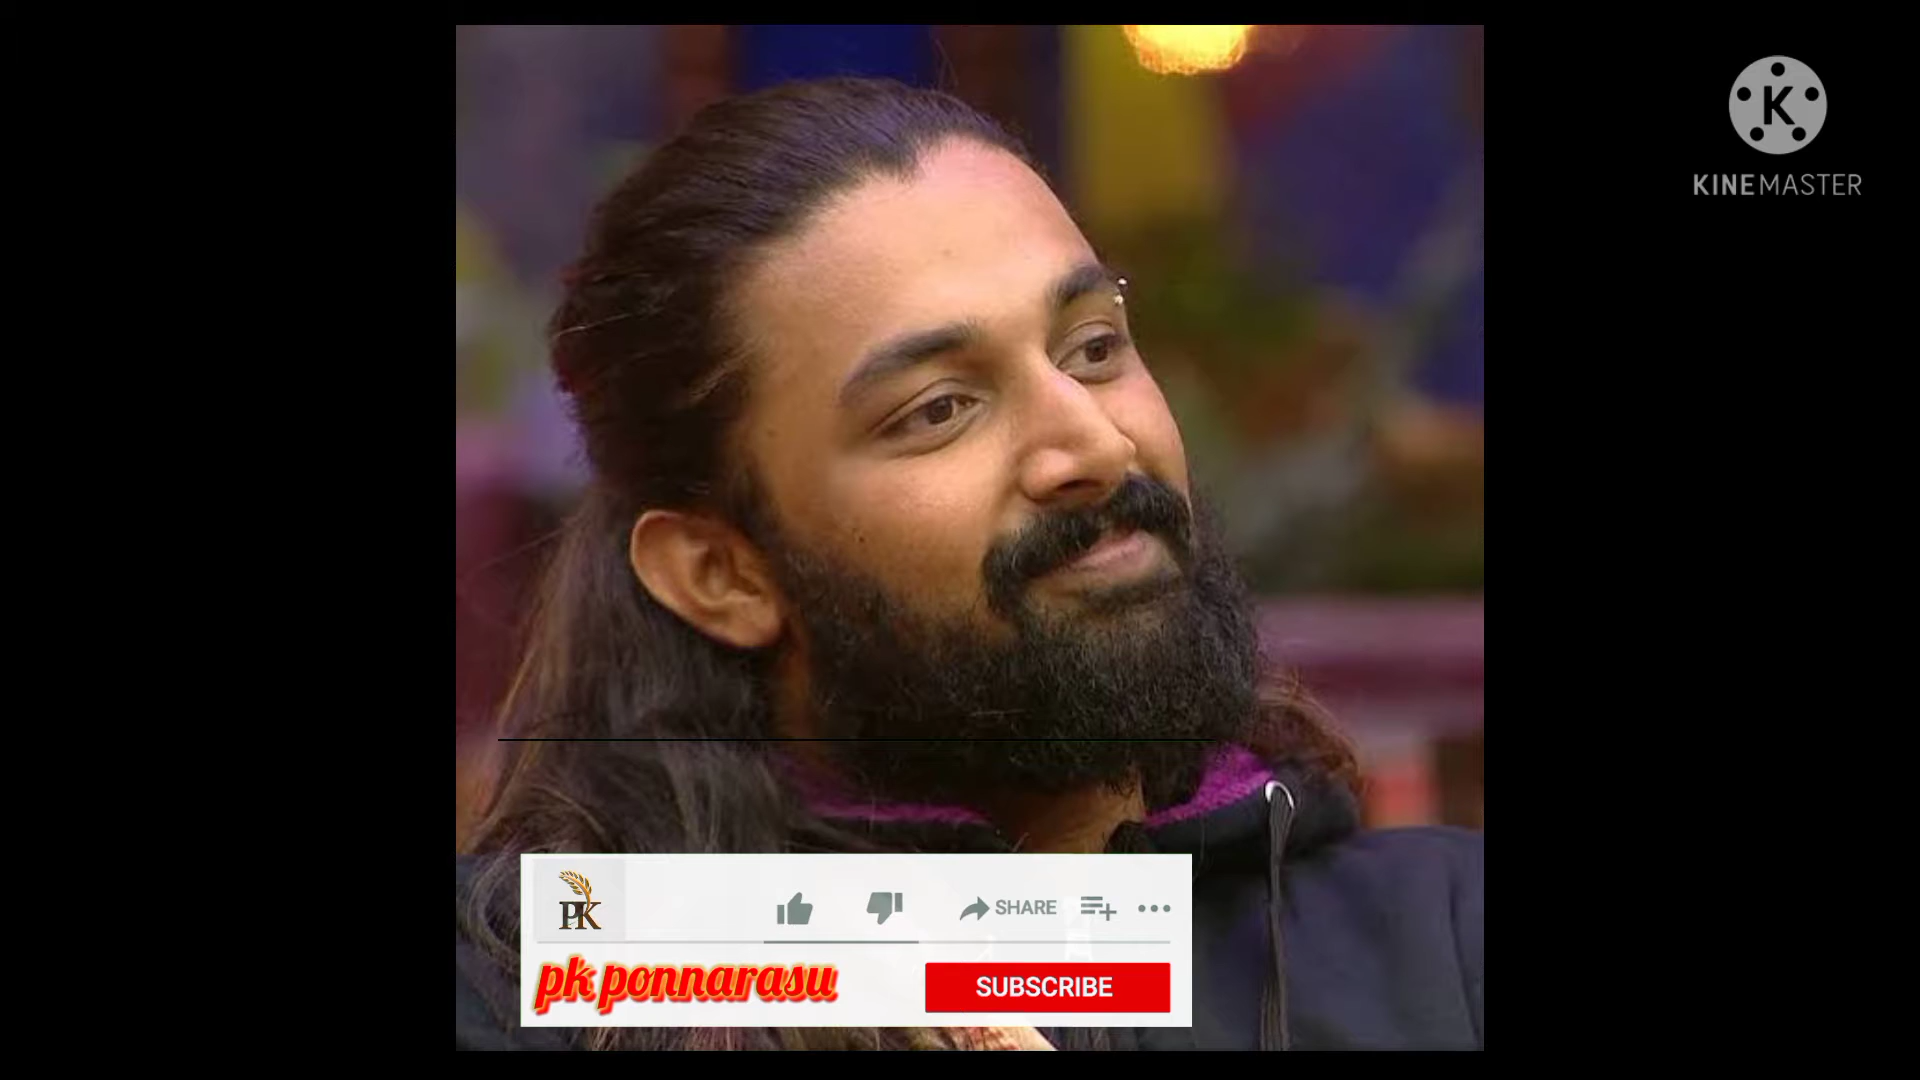 K
KINEMASTER
PK
SHARE
pk ponnarasu
SUBSCRIBE